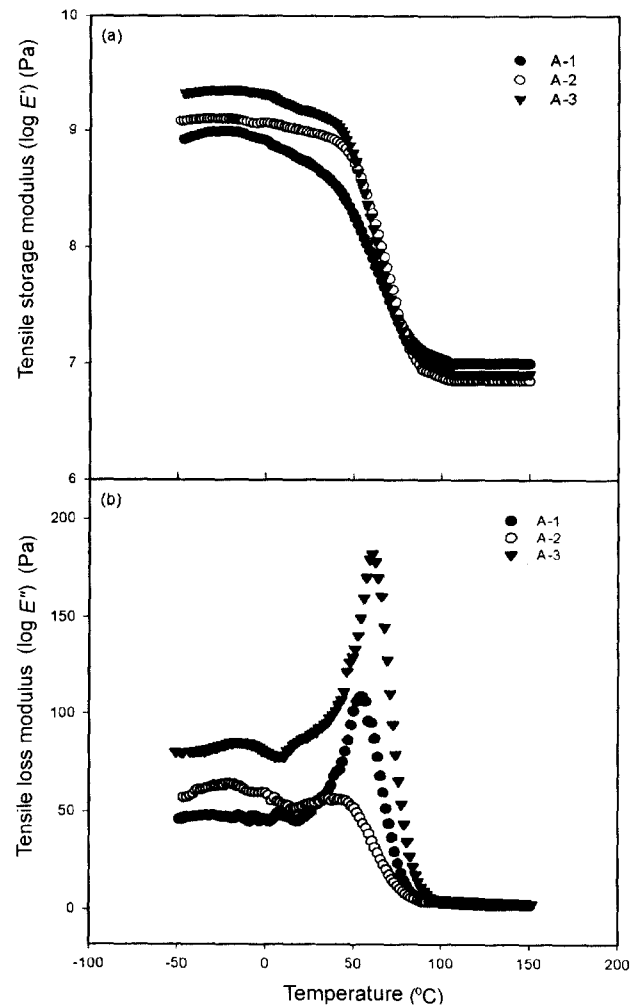 10
(a)
A-1
A-2
A-3
9
8
7
6
Tensile storage modulus (log E') (Pa)
(b)
200
A-1
A-2
A-3
150
100
50
0
Tensile loss modulus (log E") (Pa)
-100 -50 0 50 100 150 200
Temperature (°C)